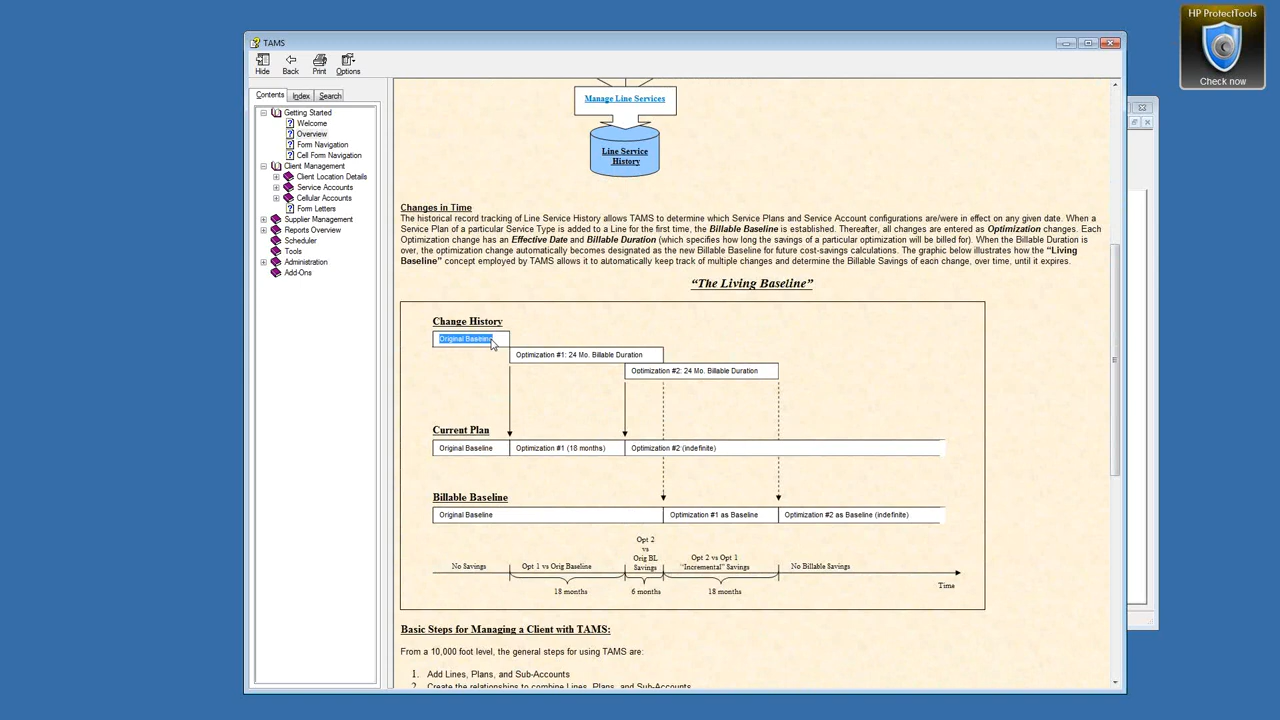 HP ProtectTools
Check now
TAMS
Hide
Back
Print
Options
Contents
Index
Search
Getting Started
Welcome
Overview
Form Navigation
Cell Form Navigation
Client Management
Client Location Details
Service Accounts
Cellular Accounts
Form Letters
Supplier Management
Reports Overview
Scheduler
Tools
Administration
Add-Ons
Manage Line Services
Line Service
History
Changes in Time
The historical record tracking of Line Service History allows TAMS to determine which Service Plans and Service Account configurations are/were in effect on any given date. When a
Service Plan of a particular Service Type is added to a Line for the first time, the Billable Baseline is established. Thereafter, all changes are entered as Optimization changes. Each
Optimization change has an Effective Date and Billable Duration (which specifies how long the savings of a particular optimization will be billed for). When the Billable Duration is
over, the optimization change automatically becomes designated as the new Billable Baseline for future cost-savings calculations. The graphic below illustrates how the “Living
Baseline” concept employed by TAMS allows it to automatically keep track of multiple changes and determine the Billable Savings of each change, over time, until it expires.
“The Living Baseline”
Change History
Original Baseline
Optimization #1: 24 Mo. Billable Duration
Optimization #2: 24 Mo. Billable Duration
Current Plan
Original Baseline
Optimization #1 (18 months)
Optimization #2 (indefinite)
Billable Baseline
Original Baseline
Optimization #1 as Baseline
Optimization #2 as Baseline (indefinite)
No Savings
Opt 1 vs Orig Baseline
Opt 2
vs
Orig BL
Savings
Opt 2 vs Opt 1
“Incremental” Savings
No Billable Savings
Time
18 months
6 months
18 months
Basic Steps for Managing a Client with TAMS:
From a 10,000 foot level, the general steps for using TAMS are:
1. Add Lines, Plans, and Sub-Accounts
2. Create the relationships to combine Lines, Plans, and Sub-Accounts